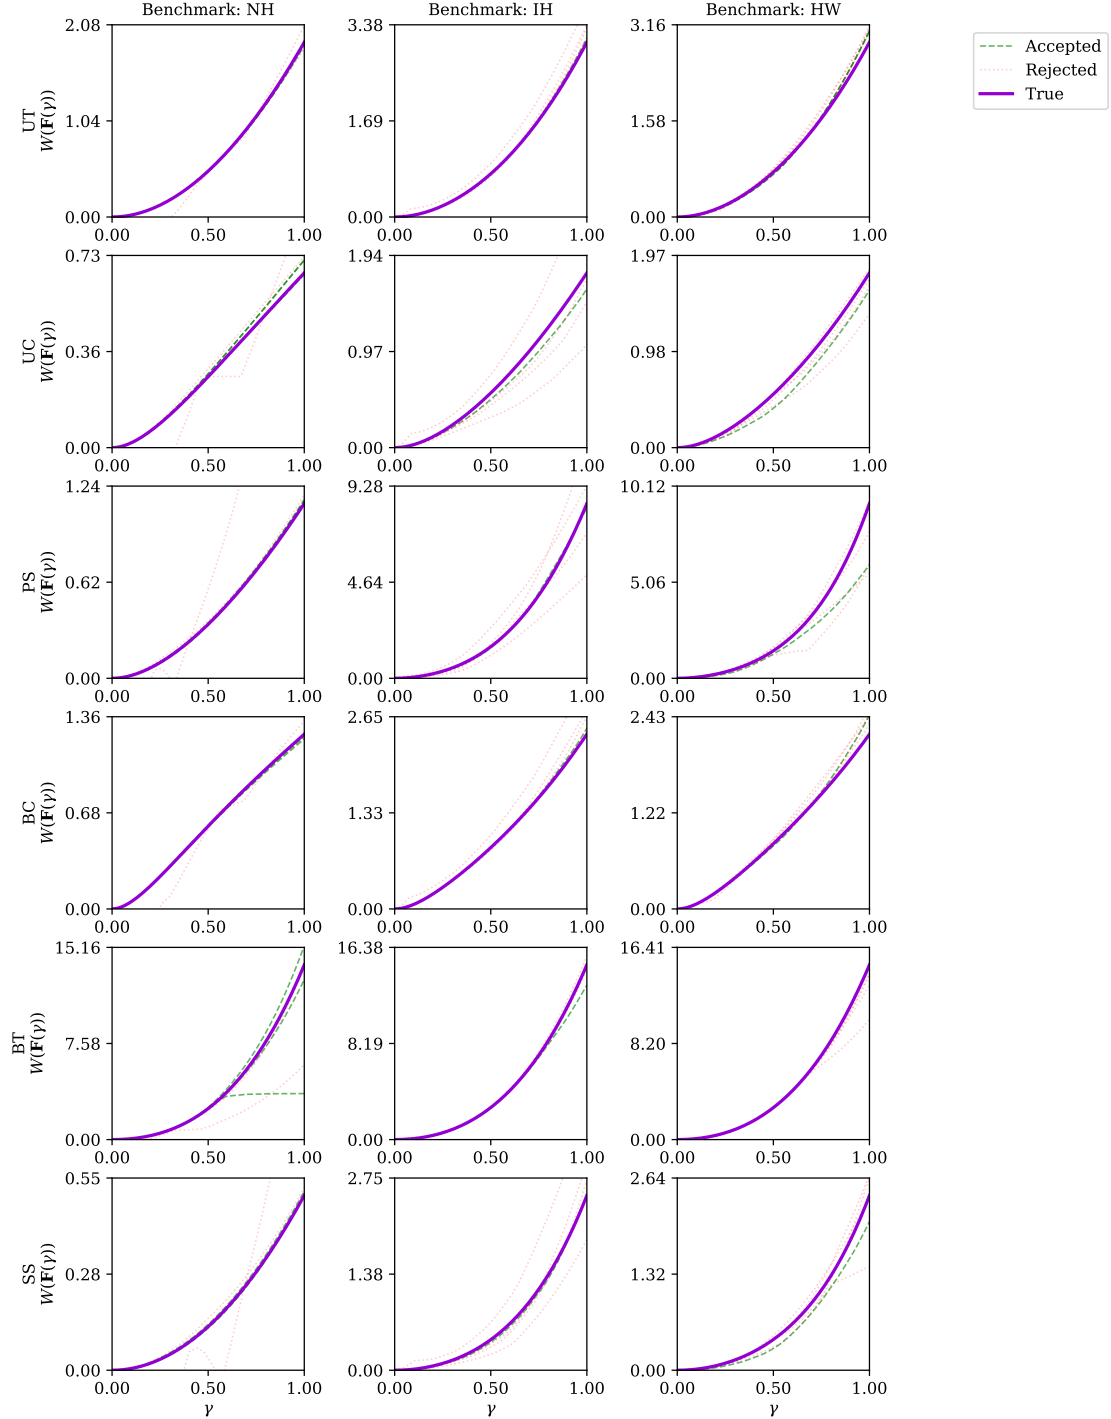 Benchmark: NH Benchmark: IH Benchmark: HW
Accepted
Rejected
True
UT
W(F(γ))
2.08
1.04
0.00
0.00 0.50 1.00
3.38
1.69
0.00
0.00 0.50 1.00
3.16
1.58
0.00
0.00 0.50 1.00
UC
W(F(γ))
0.73
0.36
0.00
0.00 0.50 1.00
1.94
0.97
0.00
0.00 0.50 1.00
1.97
0.98
0.00
0.00 0.50 1.00
PS
W(F(γ))
1.24
0.62
0.00
0.00 0.50 1.00
9.28
4.64
0.00
0.00 0.50 1.00
10.12
5.06
0.00
0.00 0.50 1.00
BC
W(F(γ))
1.36
0.68
0.00
0.00 0.50 1.00
2.65
1.33
0.00
0.00 0.50 1.00
2.43
1.22
0.00
0.00 0.50 1.00
BT
W(F(γ))
15.16
7.58
0.00
0.00 0.50 1.00
16.38
8.19
0.00
0.00 0.50 1.00
16.41
8.20
0.00
0.00 0.50 1.00
SS
W(F(γ))
0.55
0.28
0.00
0.00 0.50 1.00
γ
2.75
1.38
0.00
0.00 0.50 1.00
γ
2.64
1.32
0.00
0.00 0.50 1.00
γ